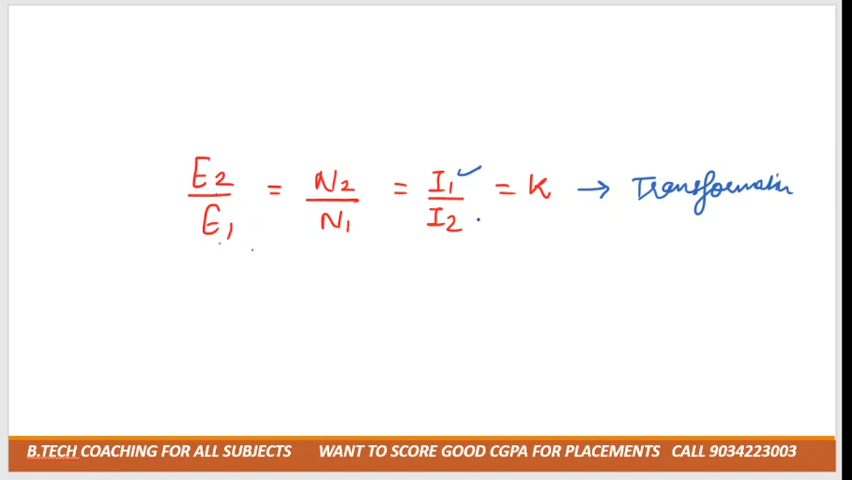 E2/E1 = N2/N1 = I1/I2 = K → Transformation
B.TECH COACHING FOR ALL SUBJECTS WANT TO SCORE GOOD CGPA FOR PLACEMENTS CALL 9034223003